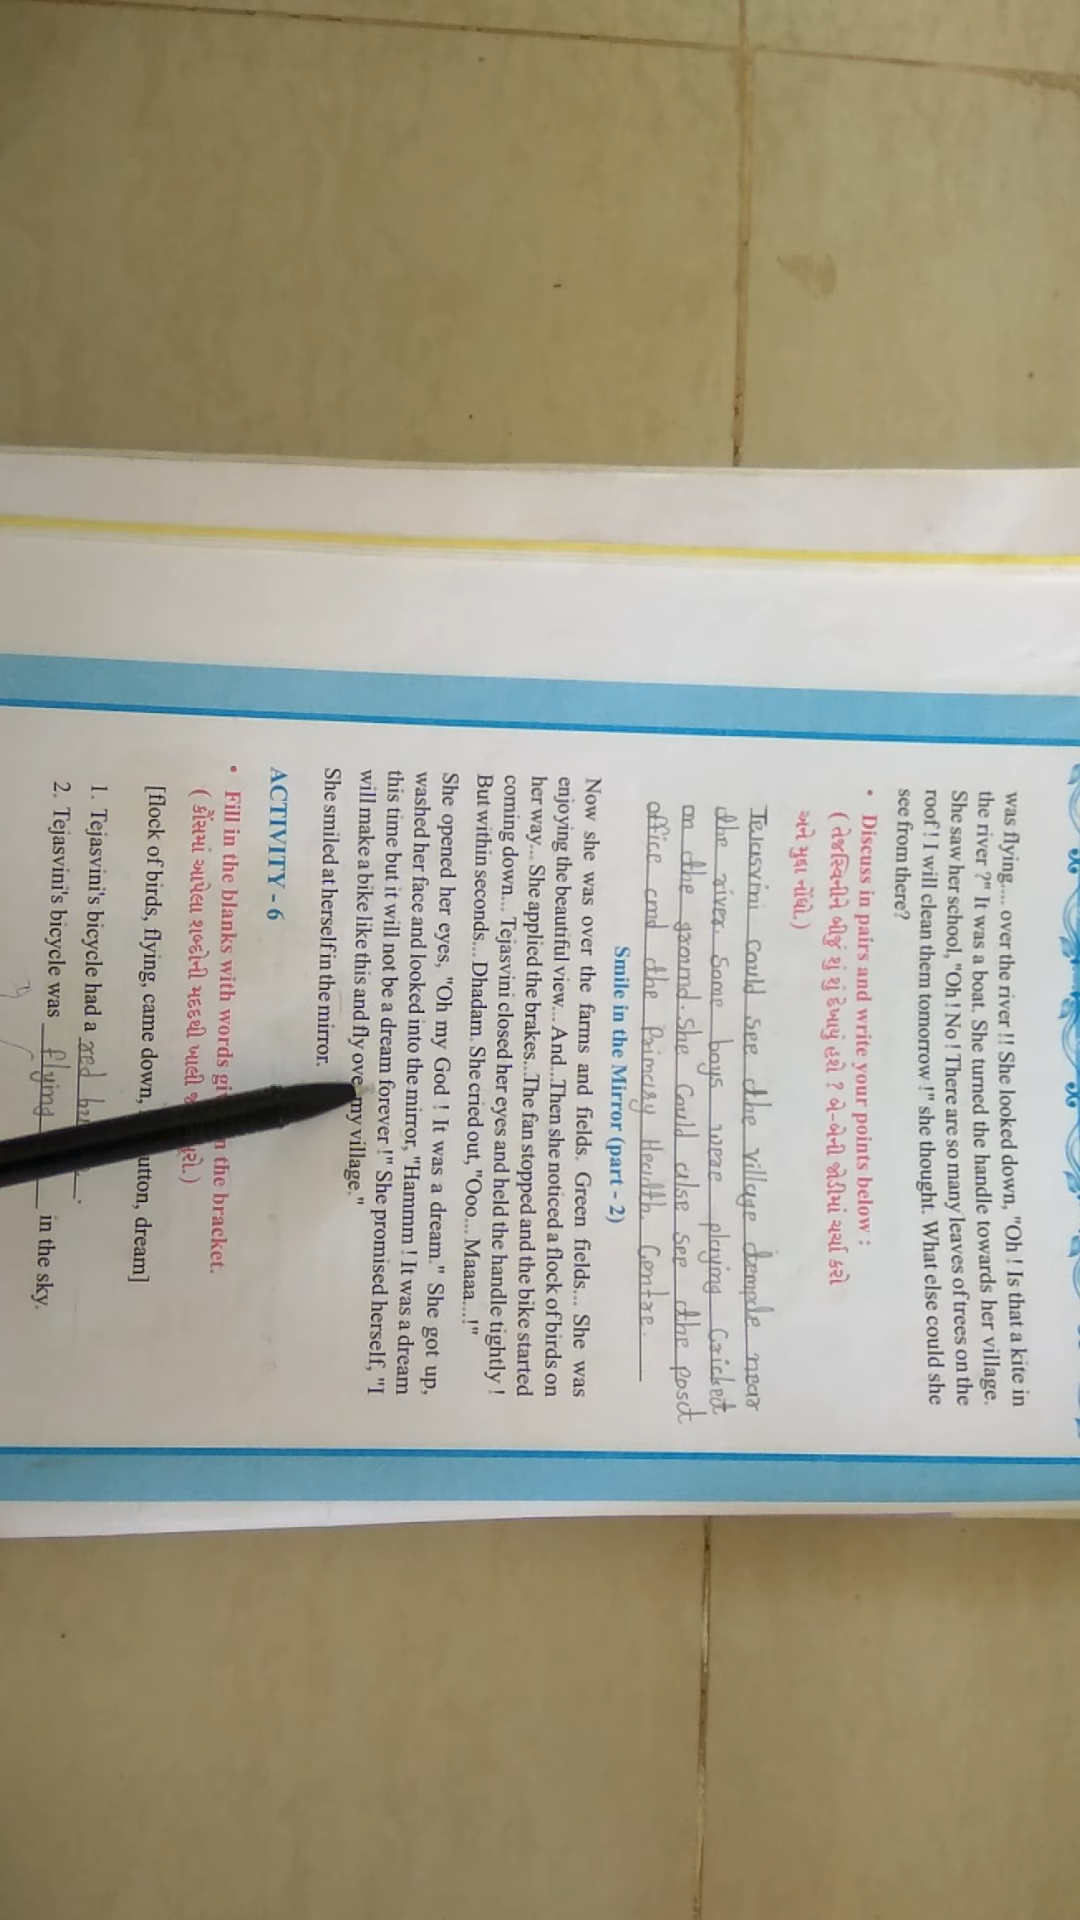 was flying.... over the river !! She looked down, "Oh ! Is that a kite in
the river ?" It was a boat. She turned the handle towards her village.
She saw her school, "Oh ! No ! There are so many leaves of trees on the
roof ! I will clean them tomorrow !" she thought. What else could she
see from there?
• Discuss in pairs and write your points below :
( તેજસ્વિનીને બીજું શું શું દેખાયું હશે ? બે-બેની જોડીમાં ચર્ચા કરો
અને મુદ્દા નોંધો.)
Tejasvini could see the village temple near
the river. Some boys wear playing Cricket
on the ground. She Could alse see the post
office and the Primary Health Centre.
Smile in the Mirror (part - 2)
Now she was over the farms and fields. Green fields... She was
enjoying the beautiful view... And...Then she noticed a flock of birds on
her way... She applied the brakes....The fan stopped and the bike started
coming down... Tejasvini closed her eyes and held the handle tightly !
But within seconds... Dhadam. She cried out, "Ooo... Maaaa....!"
She opened her eyes, "Oh my God ! It was a dream." She got up,
washed her face and looked into the mirror, "Hammm ! It was a dream
this time but it will not be a dream forever !" She promised herself, "I
will make a bike like this and fly ove my village."
She smiled at herself in the mirror.
ACTIVITY - 6
• Fill in the blanks with words gi n the bracket.
( કૌંસમાં આપેલા શબ્દોની મદદથી ખાલી જ પૂરો.)
[flock of birds, flying, came down, utton, dream]
1. Tejasvini's bicycle had a red bu .
2. Tejasvini's bicycle was flying in the sky.